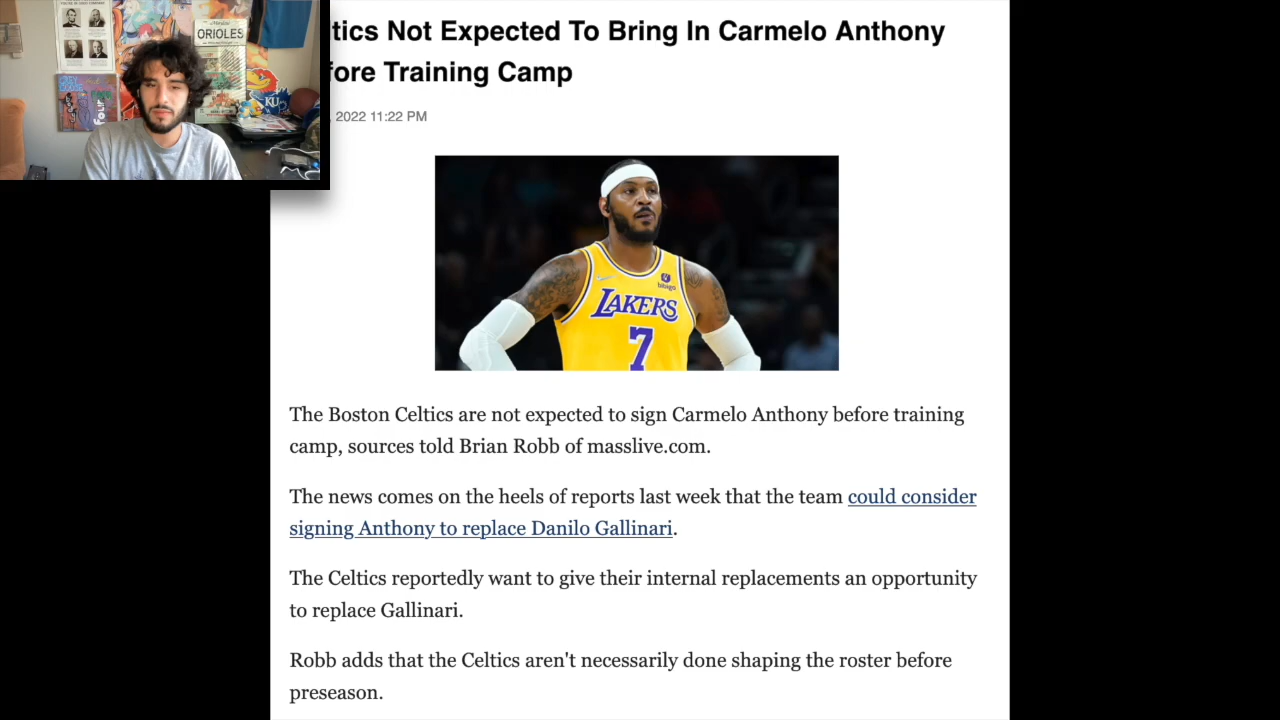 ORIOLES
KU
tics Not Expected To Bring In Carmelo Anthony
fore Training Camp
2022 11:22 PM
bibigo
LAKERS
7
The Boston Celtics are not expected to sign Carmelo Anthony before training
camp, sources told Brian Robb of masslive.com.
The news comes on the heels of reports last week that the team could consider
signing Anthony to replace Danilo Gallinari.
The Celtics reportedly want to give their internal replacements an opportunity
to replace Gallinari.
Robb adds that the Celtics aren't necessarily done shaping the roster before
preseason.